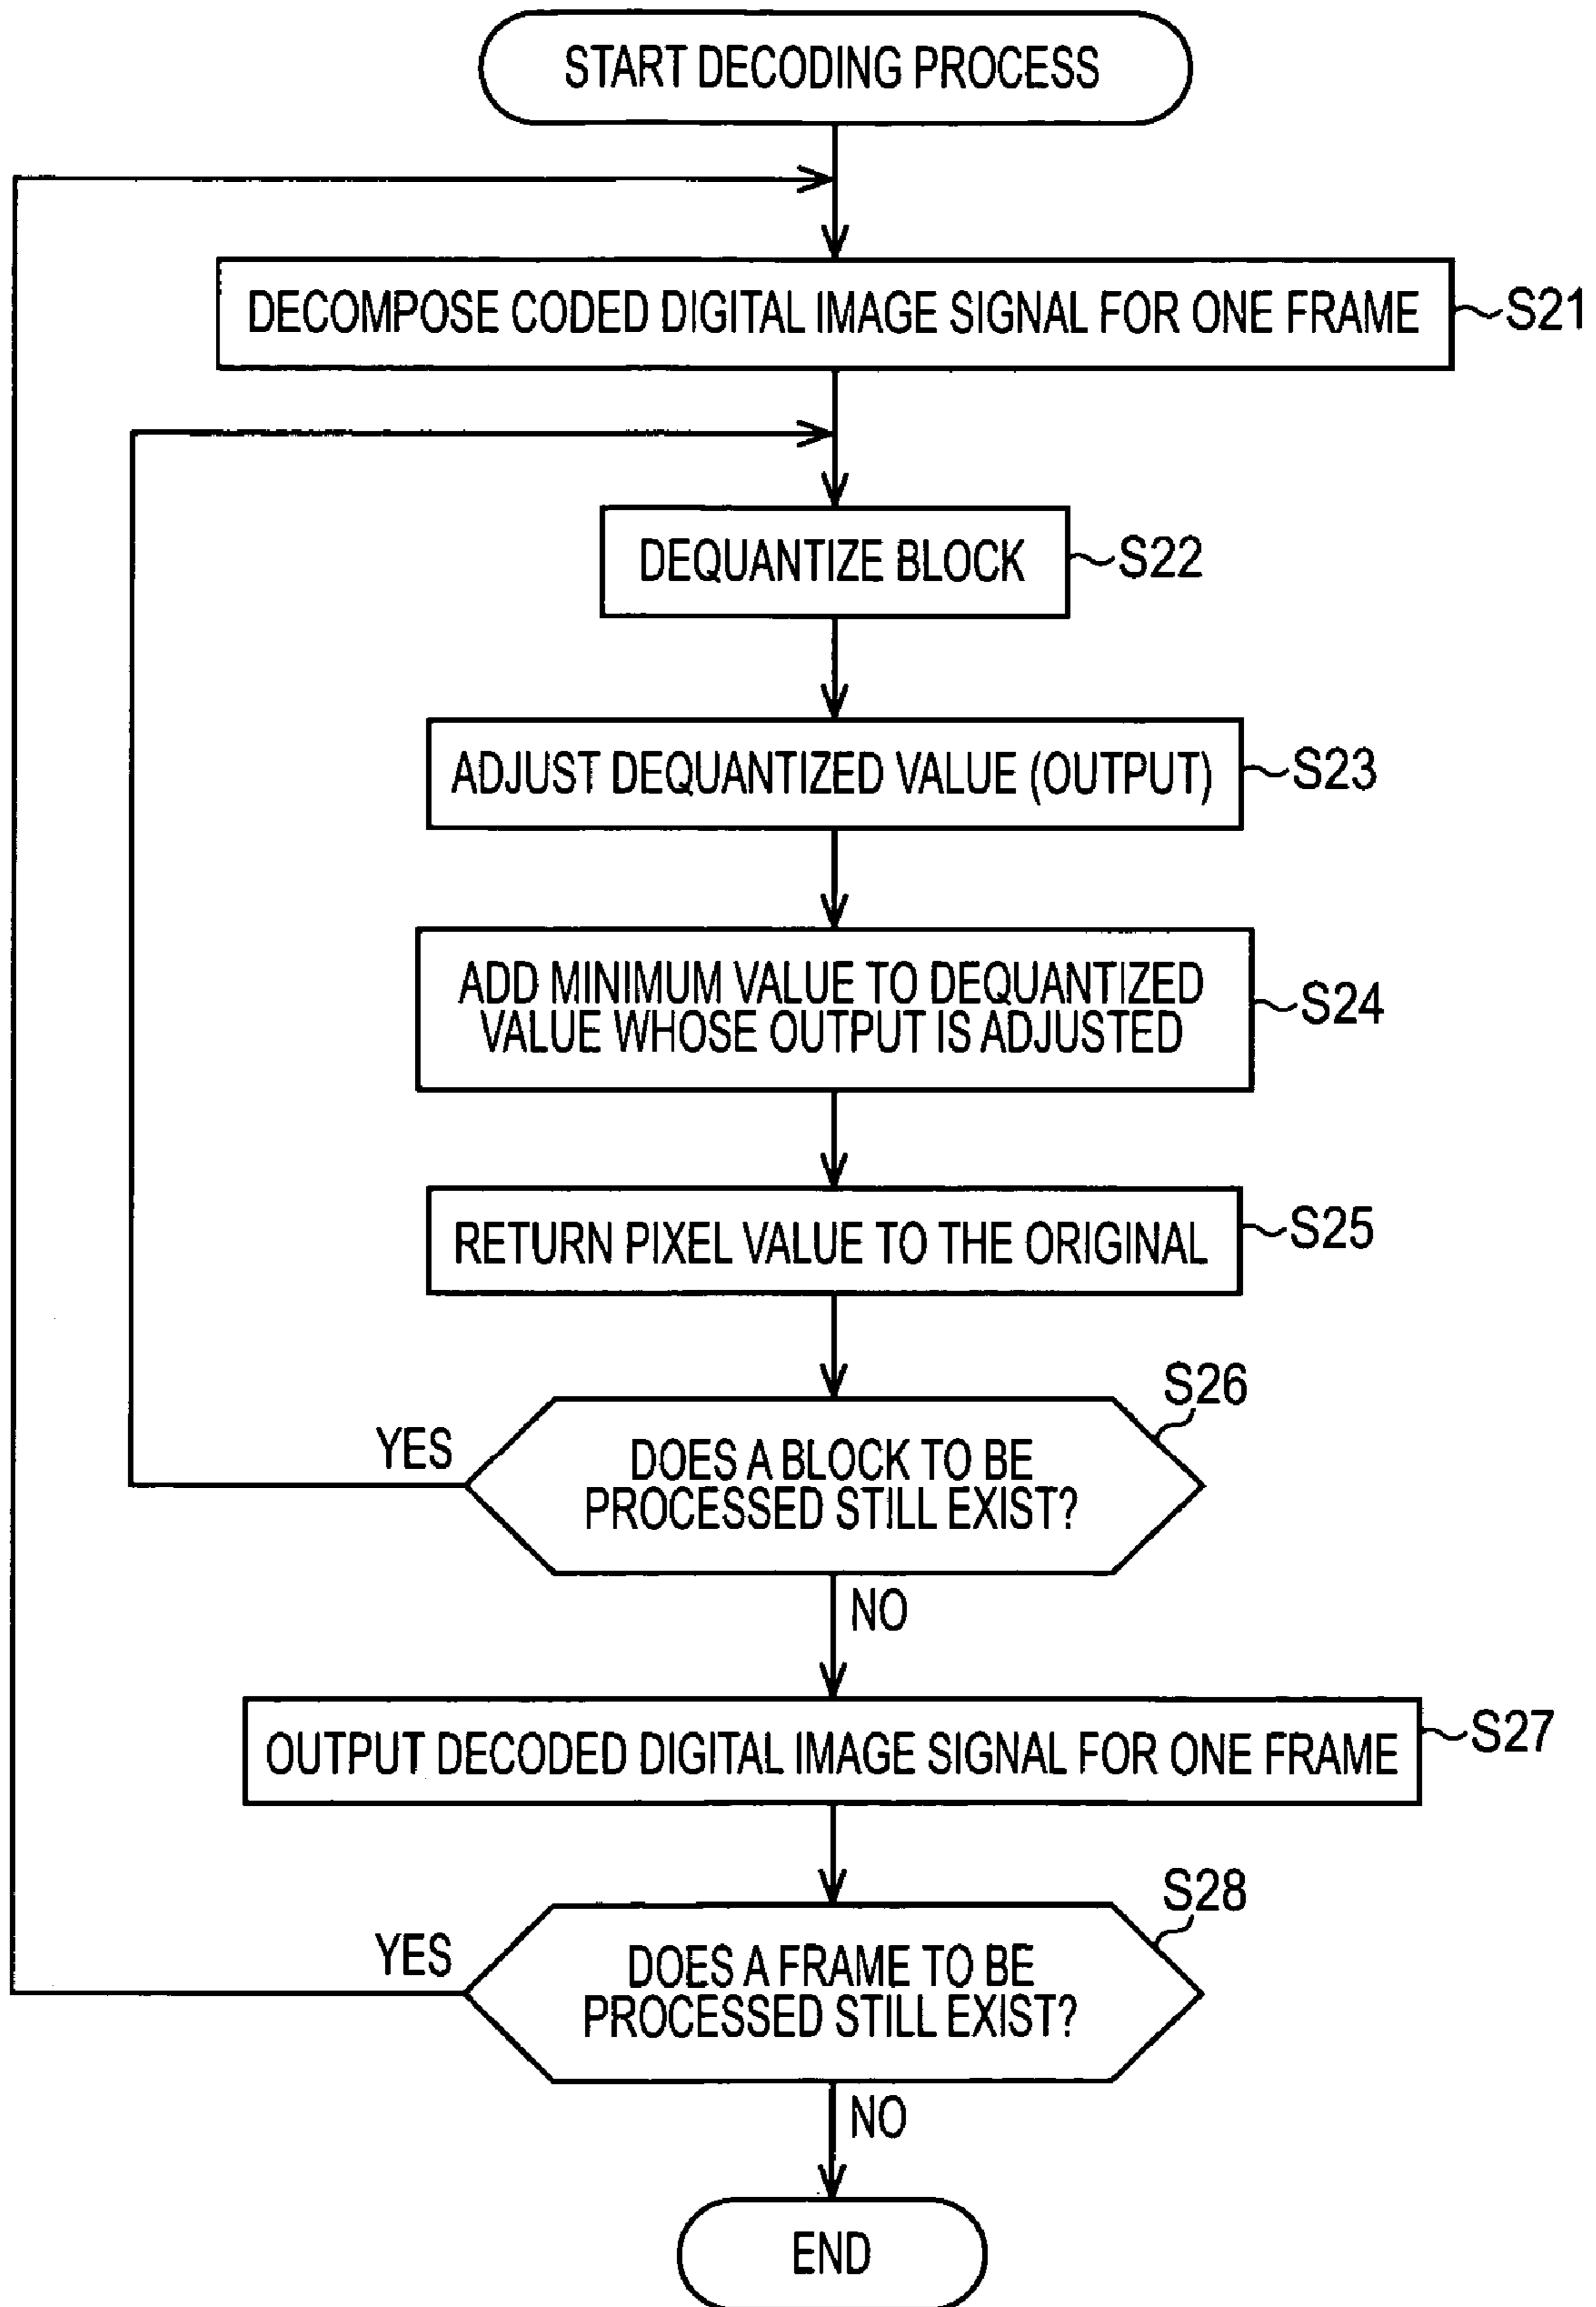 START DECODING PROCESS
DECOMPOSE CODED DIGITAL IMAGE SIGNAL FOR ONE FRAME
S21
DEQUANTIZE BLOCK
S22
ADJUST DEQUANTIZED VALUE (OUTPUT)
S23
ADD MINIMUM VALUE TO DEQUANTIZED
VALUE WHOSE OUTPUT IS ADJUSTED
S24
RETURN PIXEL VALUE TO THE ORIGINAL
S25
S26
YES
DOES A BLOCK TO BE
PROCESSED STILL EXIST?
NO
OUTPUT DECODED DIGITAL IMAGE SIGNAL FOR ONE FRAME
S27
S28
YES
DOES A FRAME TO BE
PROCESSED STILL EXIST?
NO
END